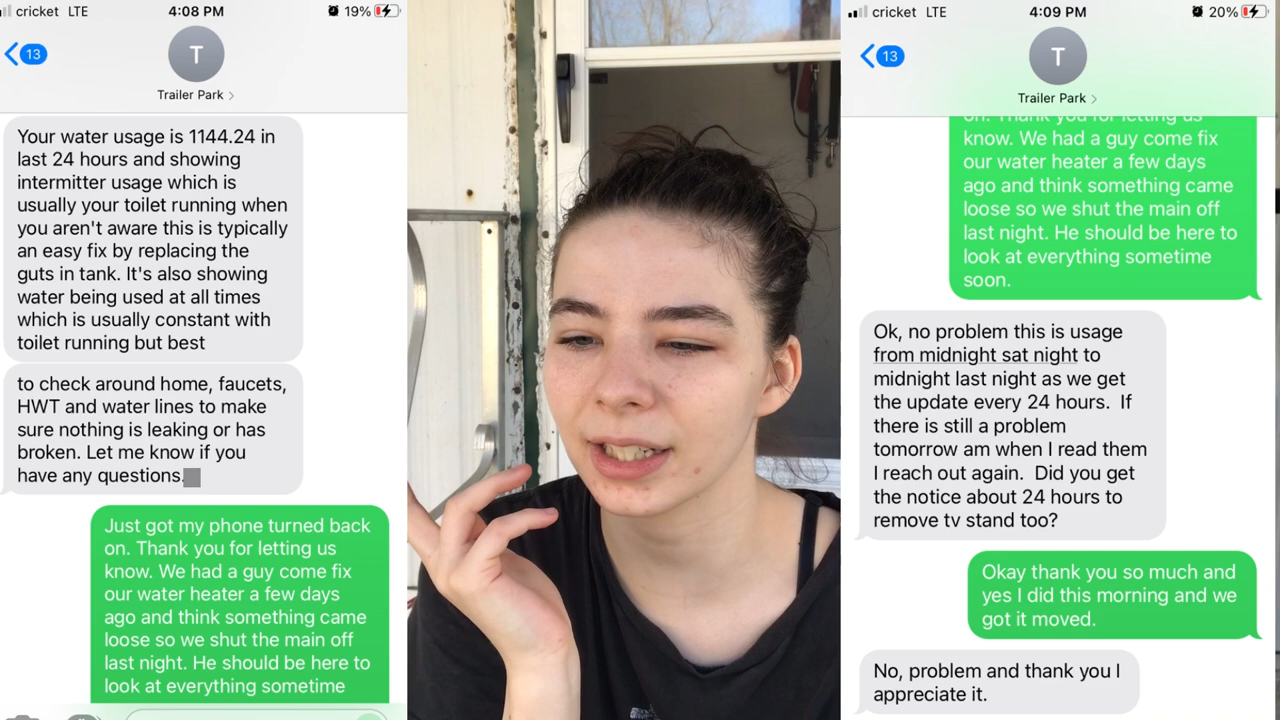 cricket LTE
4:08 PM
19%
13
T
Trailer Park
Your water usage is 1144.24 in
last 24 hours and showing
intermitter usage which is
usually your toilet running when
you aren't aware this is typically
an easy fix by replacing the
guts in tank. It's also showing
water being used at all times
which is usually constant with
toilet running but best
to check around home, faucets,
HWT and water lines to make
sure nothing is leaking or has
broken. Let me know if you
have any questions.
Just got my phone turned back
on. Thank you for letting us
know. We had a guy come fix
our water heater a few days
ago and think something came
loose so we shut the main off
last night. He should be here to
look at everything sometime
cricket LTE
4:09 PM
20%
13
T
Trailer Park
on. Thank you for letting us
know. We had a guy come fix
our water heater a few days
ago and think something came
loose so we shut the main off
last night. He should be here to
look at everything sometime
soon.
Ok, no problem this is usage
from midnight sat night to
midnight last night as we get
the update every 24 hours.  If
there is still a problem
tomorrow am when I read them
I reach out again.  Did you get
the notice about 24 hours to
remove tv stand too?
Okay thank you so much and
yes I did this morning and we
got it moved.
No, problem and thank you I
appreciate it.